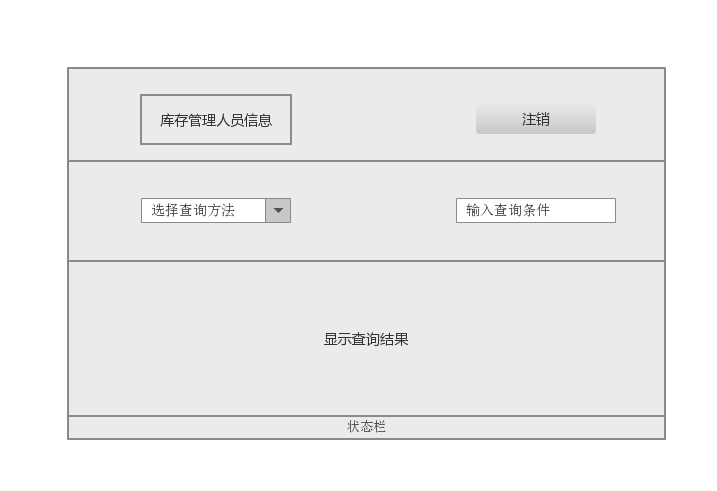 库存管理人员信息
注销
选择查询方法
输入查询条件
显示查询结果
状态栏